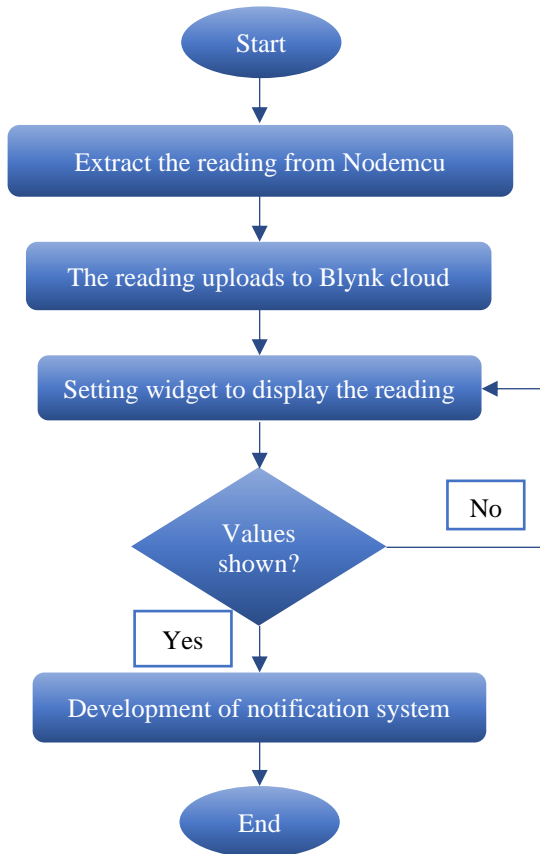 Start
Extract the reading from Nodemcu
The reading uploads to Blynk cloud
Setting widget to display the reading
Values
shown?
No
Yes
Development of notification system
End